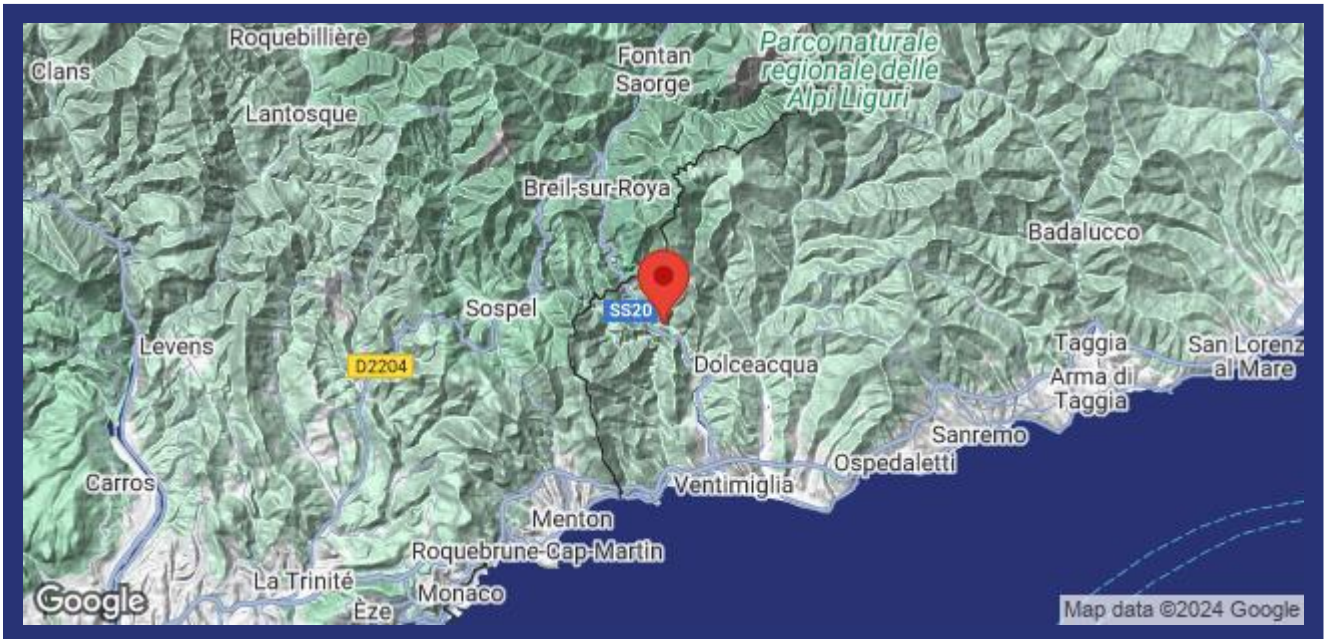 Roquebillière
Clans
Fontan
Saorge
Parco naturale
regionale delle
Alpi Liguri
Lantosque
Breil-sur-Roya
Badalucco
Sospel
SS20
Levens
D2204
Dolceacqua
Taggia
San Lorenz
al Mare
Arma di
Taggia
Sanremo
Ospedaletti
Carros
Ventimiglia
Menton
Roquebrune-Cap-Martin
La Trinité
Monaco
Èze
Google
Map data ©2024 Google